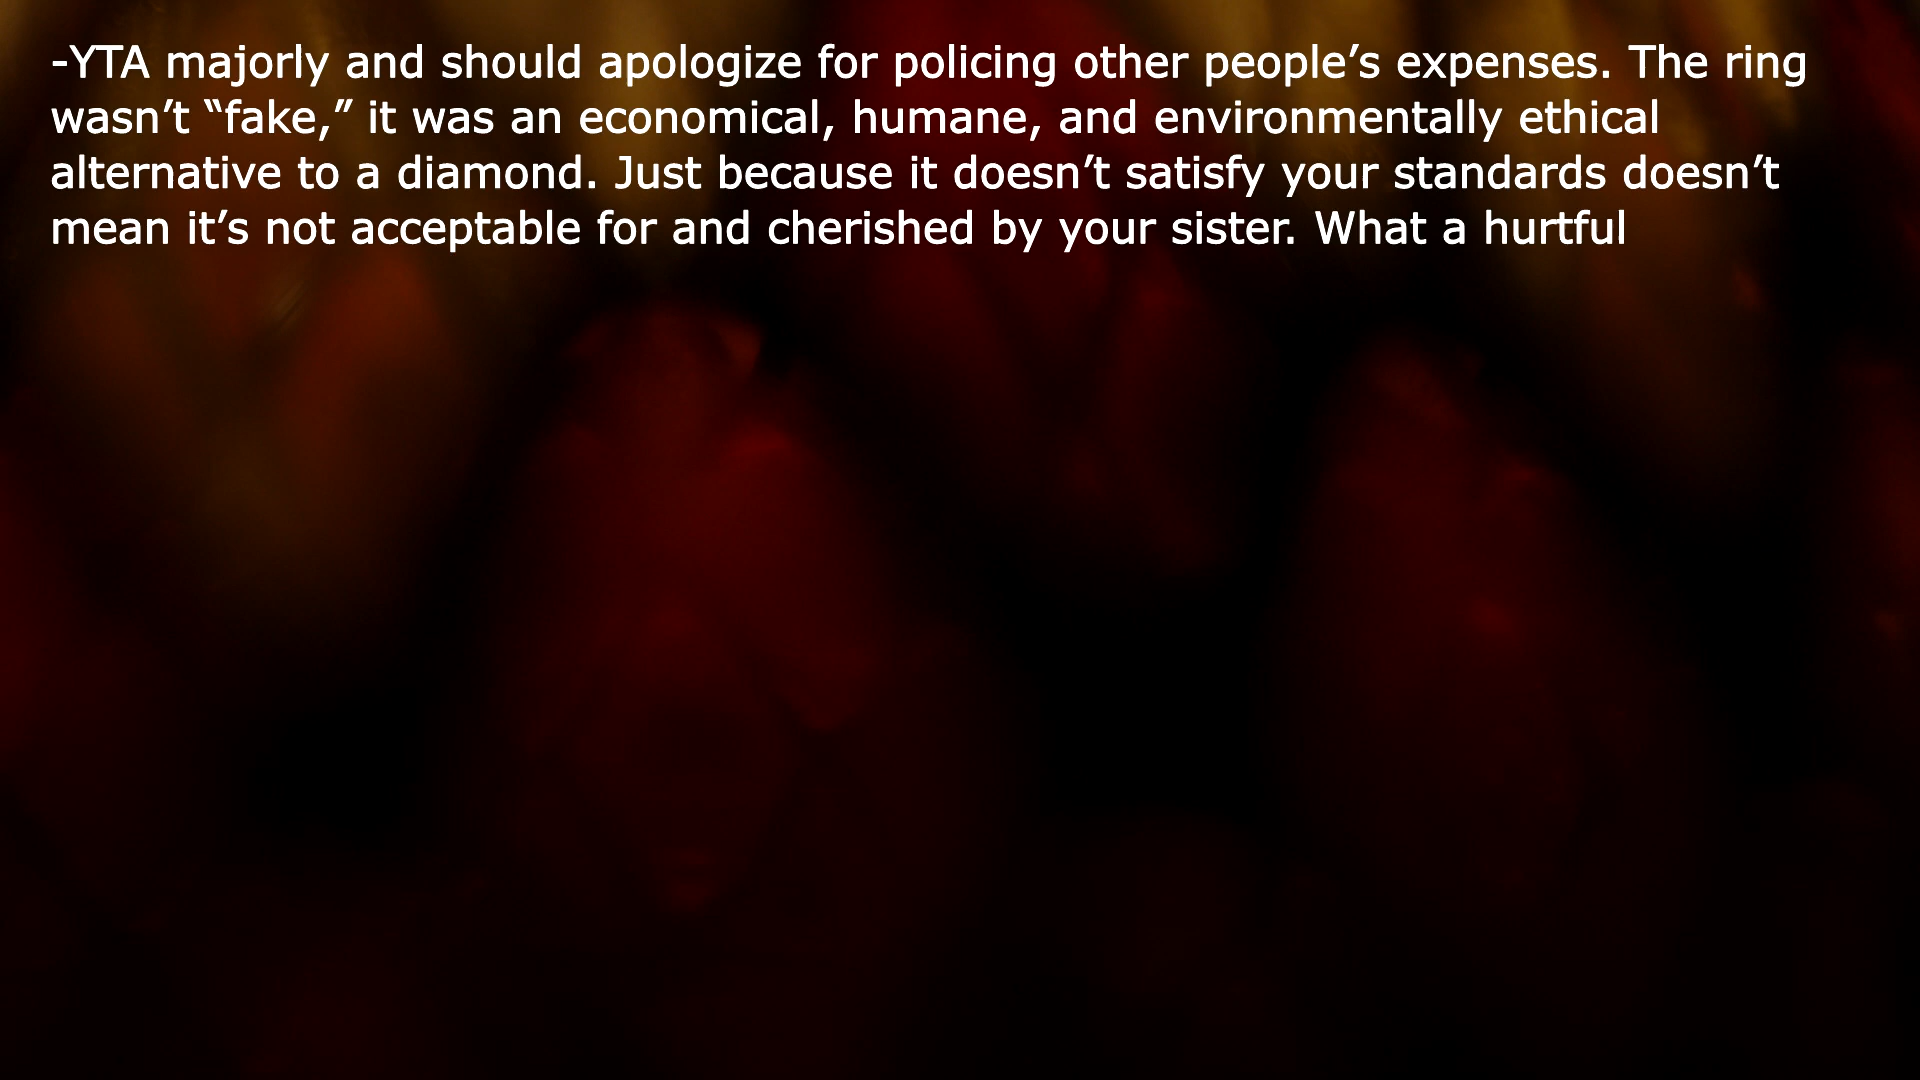 -YTA majorly and should apologize for policing other people’s expenses. The ring
wasn’t “fake,” it was an economical, humane, and environmentally ethical
alternative to a diamond. Just because it doesn’t satisfy your standards doesn’t
mean it’s not acceptable for and cherished by your sister. What a hurtful